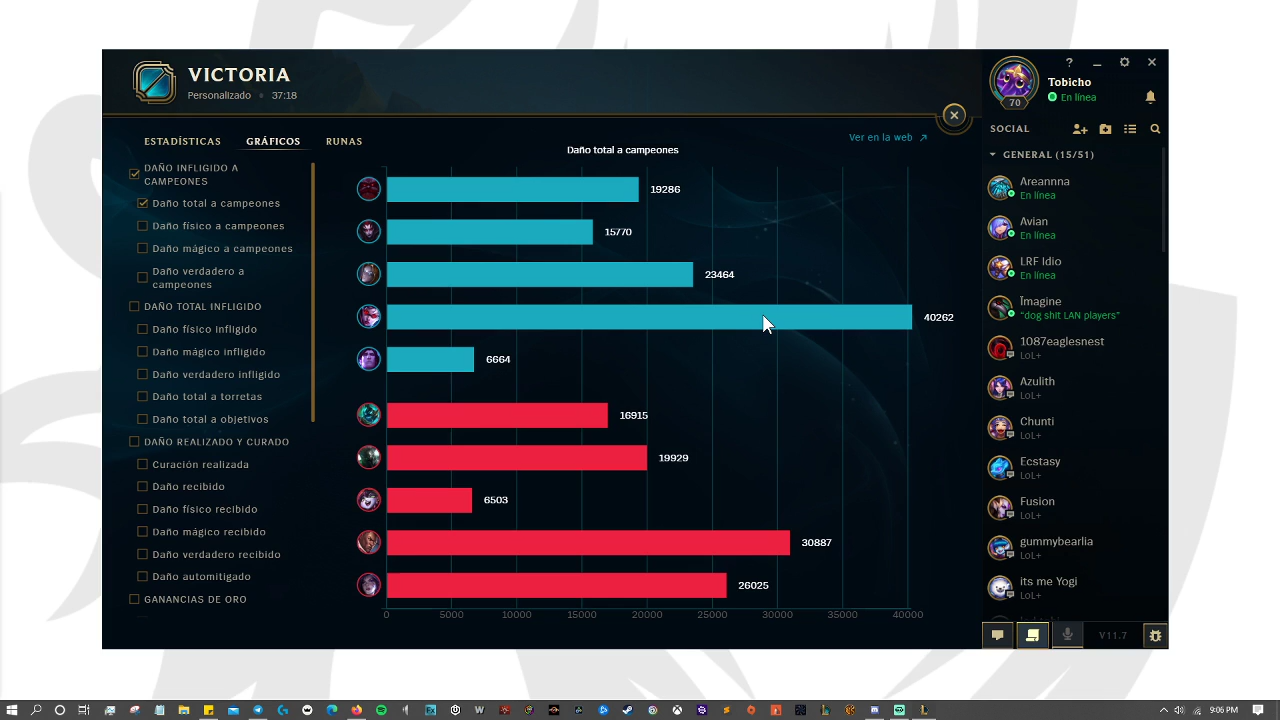 VICTORIA
Personalizado • 37:18
ESTADÍSTICAS GRÁFICOS RUNAS
Ver en la web
Daño total a campeones
DAÑO INFLIGIDO A
CAMPEONES
Daño total a campeones
Daño físico a campeones
Daño mágico a campeones
Daño verdadero a
campeones
DAÑO TOTAL INFLIGIDO
Daño físico infligido
Daño mágico infligido
Daño verdadero infligido
Daño total a torretas
Daño total a objetivos
DAÑO REALIZADO Y CURADO
Curación realizada
Daño recibido
Daño físico recibido
Daño mágico recibido
Daño verdadero recibido
Daño automitigado
GANANCIAS DE ORO
19286
15770
23464
40262
6664
16915
19929
6503
30887
26025
0 5000 10000 15000 20000 25000 30000 35000 40000
?
70
Tobicho
En línea
SOCIAL
GENERAL (15/51)
Areannna
En línea
Avian
En línea
LRF Idio
En línea
Imagine
"dog shit LAN players"
1087eaglesnest
LoL+
Azulith
LoL+
Chunti
LoL+
Ecstasy
LoL+
Fusion
LoL+
gummybearlia
LoL+
its me Yogi
LoL+
V11.7
9:06 PM